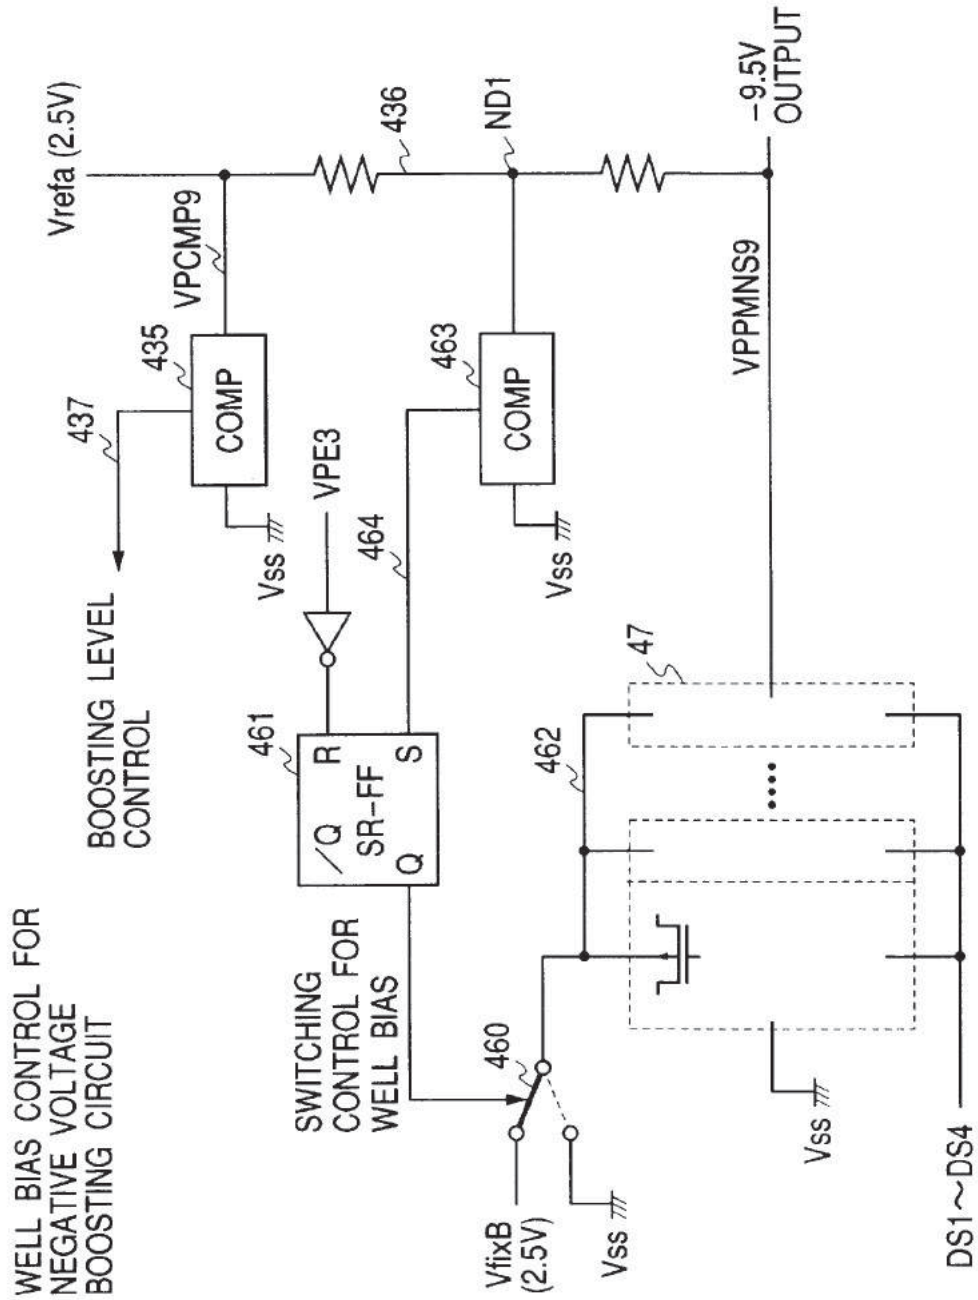 WELL BIAS CONTROL FOR
NEGATIVE VOLTAGE
BOOSTING CIRCUIT
BOOSTING LEVEL
CONTROL
437
435
COMP
Vss
VPCMP9
Vrefa (2.5V)
436
ND1
SWITCHING
CONTROL FOR
WELL BIAS
461
/Q R
SR-FF
Q S
VPE3
464
463
COMP
Vss
VfixB
(2.5V)
Vss
460
462
47
VPPMNS9
-9.5V
OUTPUT
Vss
DS1~DS4